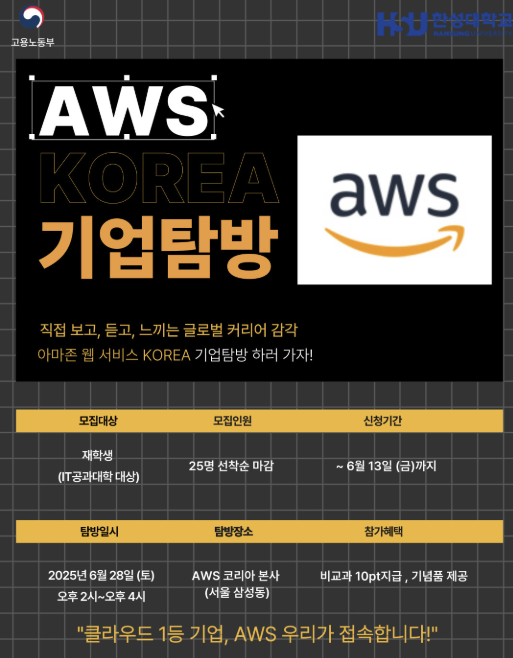 고용노동부
HSU 한성대학교
AWS
KOREA
기업탐방
aws
직접 보고, 듣고, 느끼는 글로벌 커리어 감각
아마존 웹 서비스 KOREA 기업탐방 하러 가자!
모집대상 모집인원 신청기간
재학생
(IT공과대학 대상)
25명 선착순 마감
~ 6월 13일 (금)까지
탐방일시 탐방장소 참가혜택
2025년 6월 28일 (토)
오후 2시~오후 4시
AWS 코리아 본사
(서울 삼성동)
비교과 10pt지급 , 기념품 제공
"클라우드 1등 기업, AWS 우리가 접속합니다!"